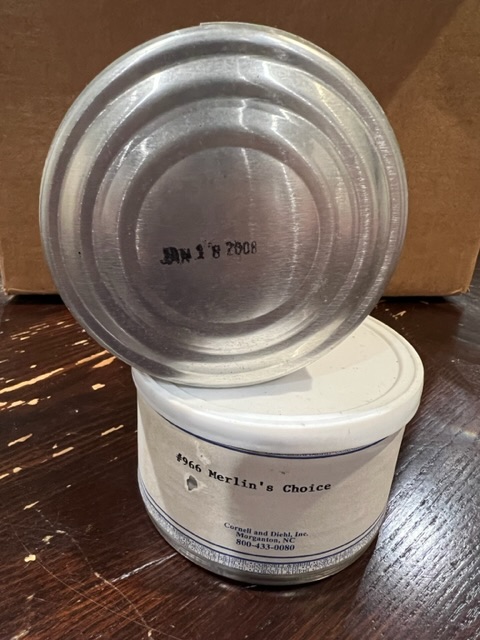 JAN 18 2008
#966 Merlin's Choice
Cornell and Diehl, Inc.
Morganton, NC
800-433-0080